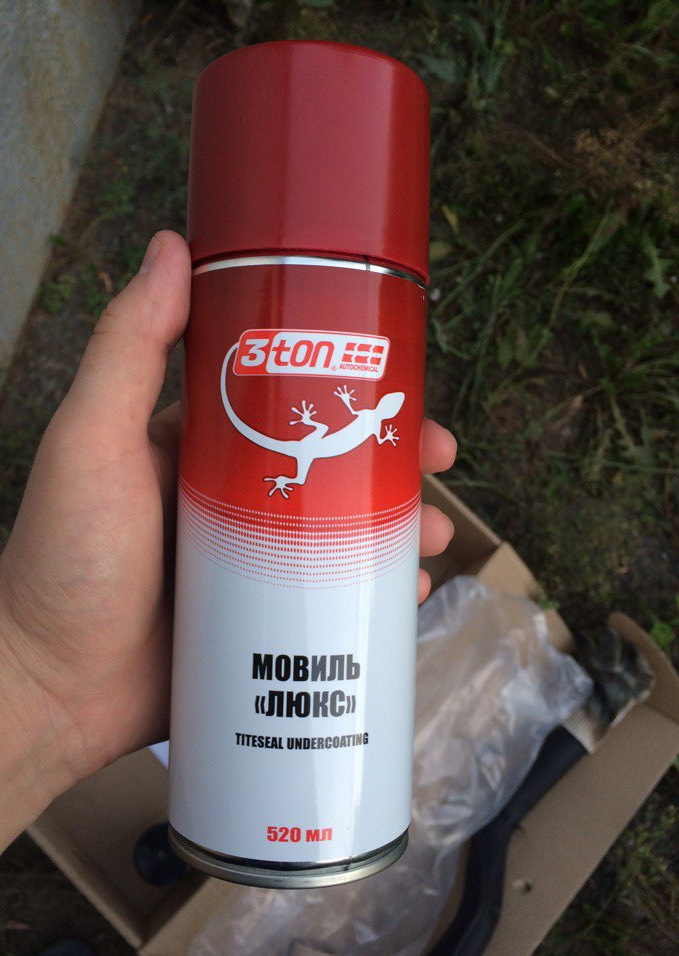 3ton®
AUTOCHEMICAL
МОВИЛЬ
«ЛЮКС»
TITESEAL UNDERCOATING
520 мл